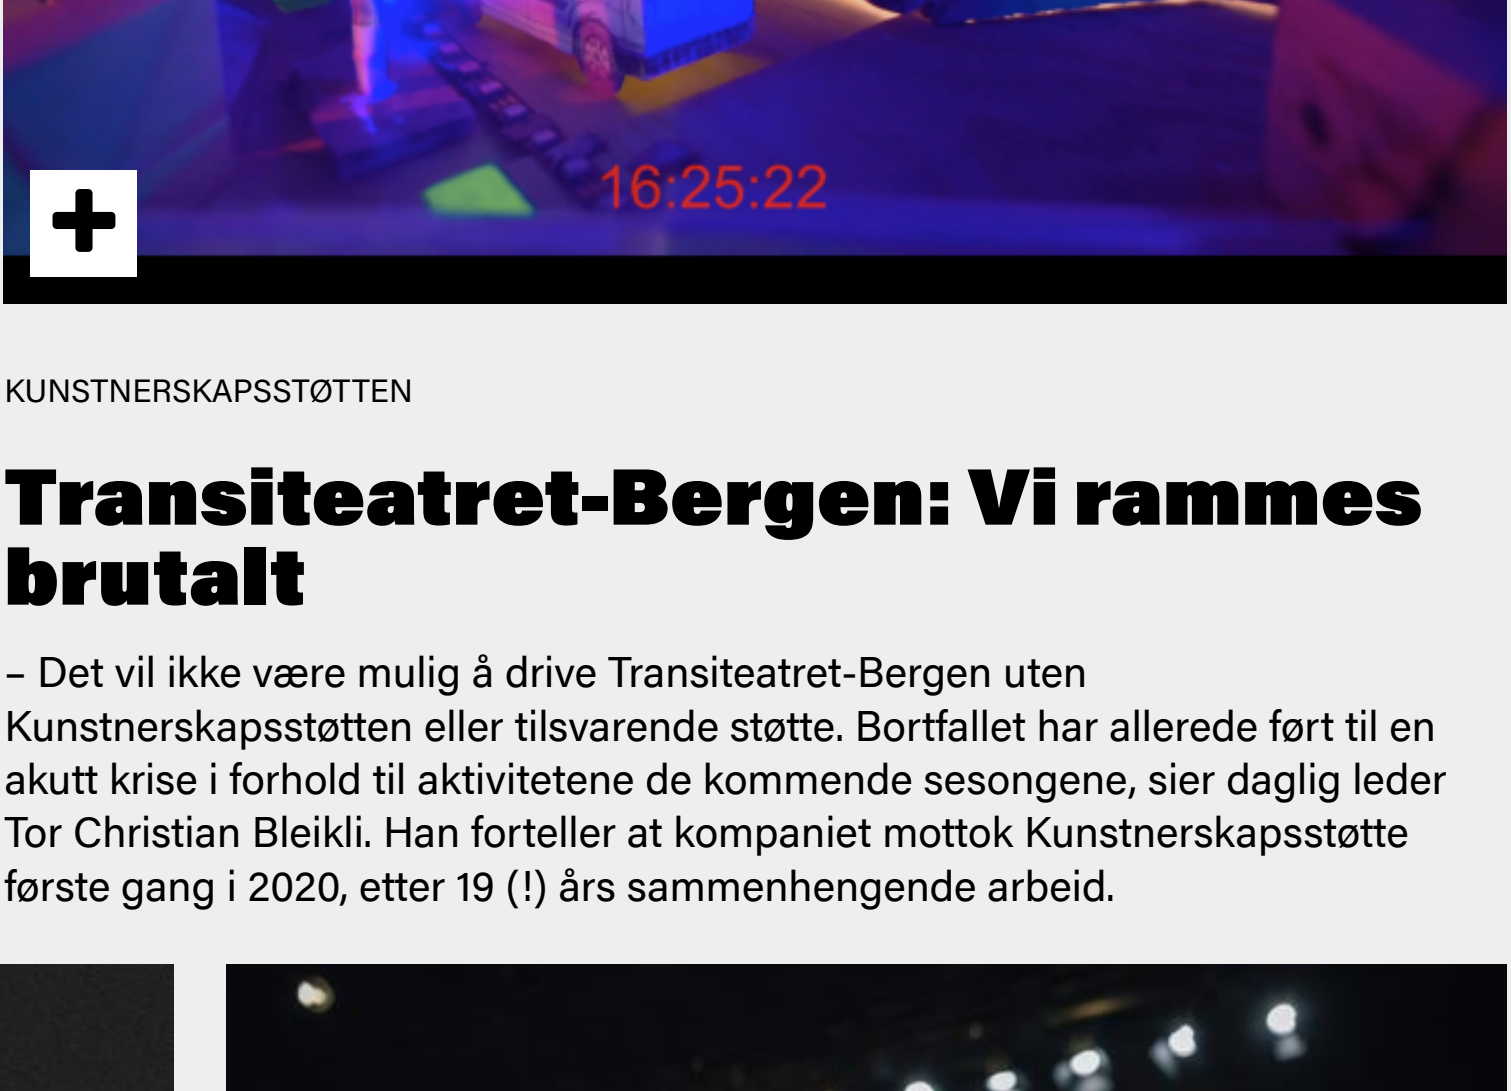 16:25:22
KUNSTNERSKAPSSTØTTEN
Transiteatret-Bergen: Vi rammes
brutalt
– Det vil ikke være mulig å drive Transiteatret-Bergen uten
Kunstnerskapsstøtten eller tilsvarende støtte. Bortfallet har allerede ført til en
akutt krise i forhold til aktivitetene de kommende sesongene, sier daglig leder
Tor Christian Bleikli. Han forteller at kompaniet mottok Kunstnerskapsstøtte
første gang i 2020, etter 19 (!) års sammenhengende arbeid.